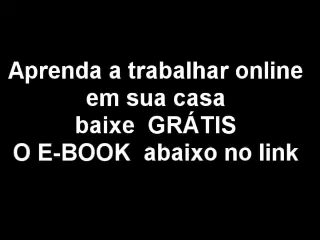 Aprenda a trabalhar online
em sua casa
baixe GRÁTIS
O E-BOOK abaixo no link